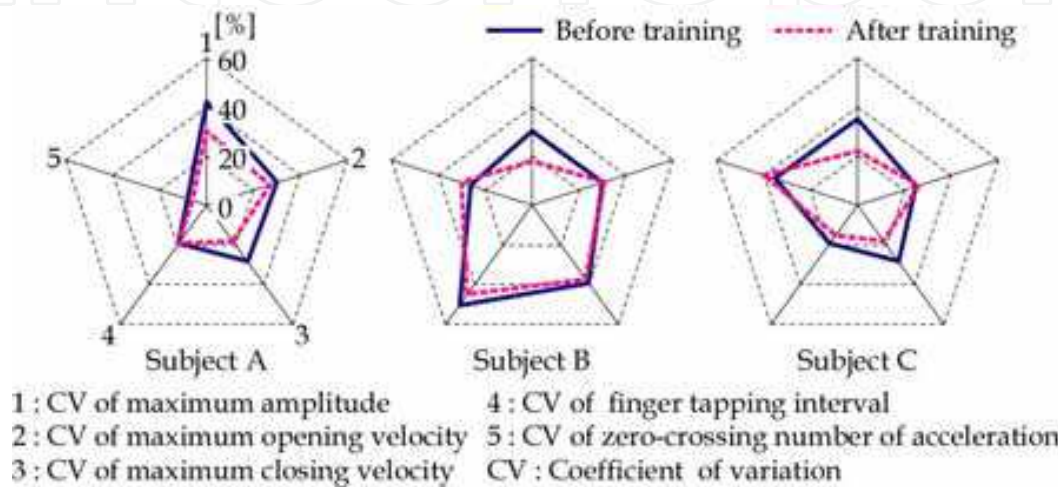 [%]
1
60
40
20
0
5
2
4
3
Before training
After training
Subject A
Subject B
Subject C
1 : CV of maximum amplitude
2 : CV of maximum opening velocity
3 : CV of maximum closing velocity
4 : CV of finger tapping interval
5 : CV of zero-crossing number of acceleration
CV : Coefficient of variation